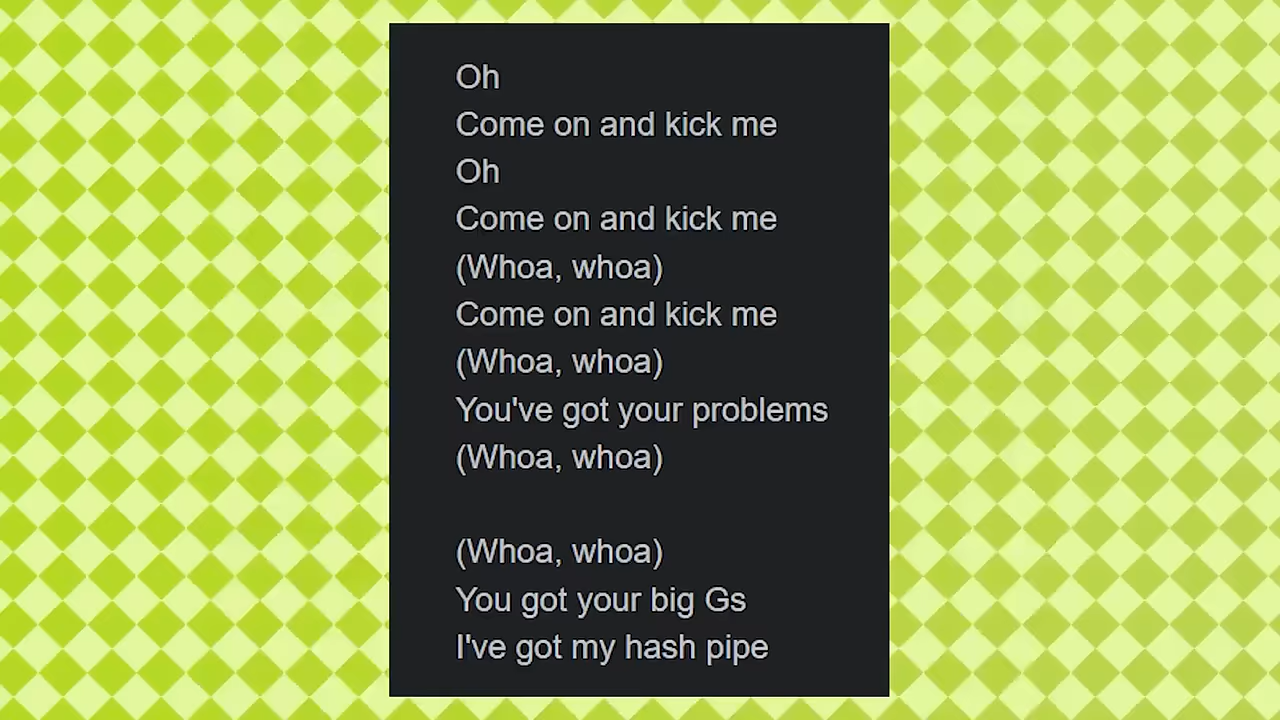 Oh
Come on and kick me
Oh
Come on and kick me
(Whoa, whoa)
Come on and kick me
(Whoa, whoa)
You've got your problems
(Whoa, whoa)

(Whoa, whoa)
You got your big Gs
I've got my hash pipe